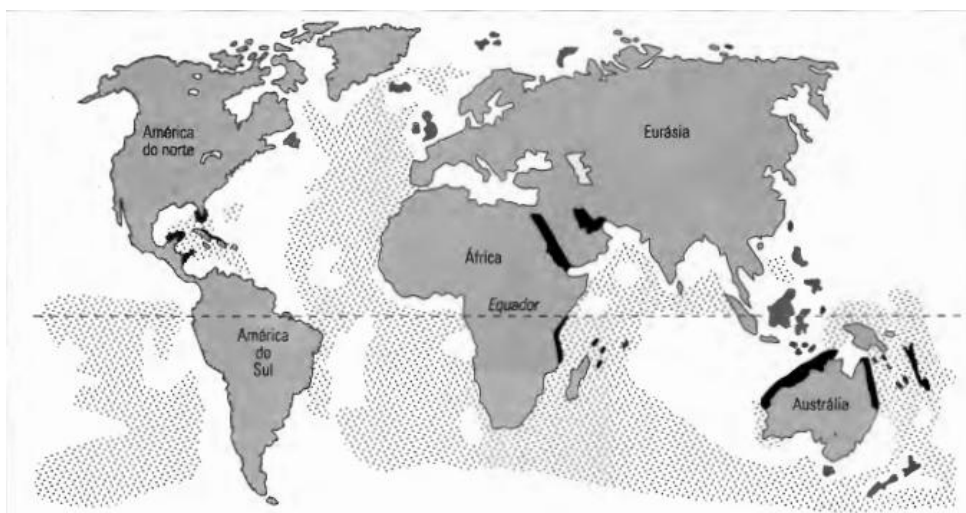 América
do norte
Eurásia
África
Equador
América
do
Sul
Austrália